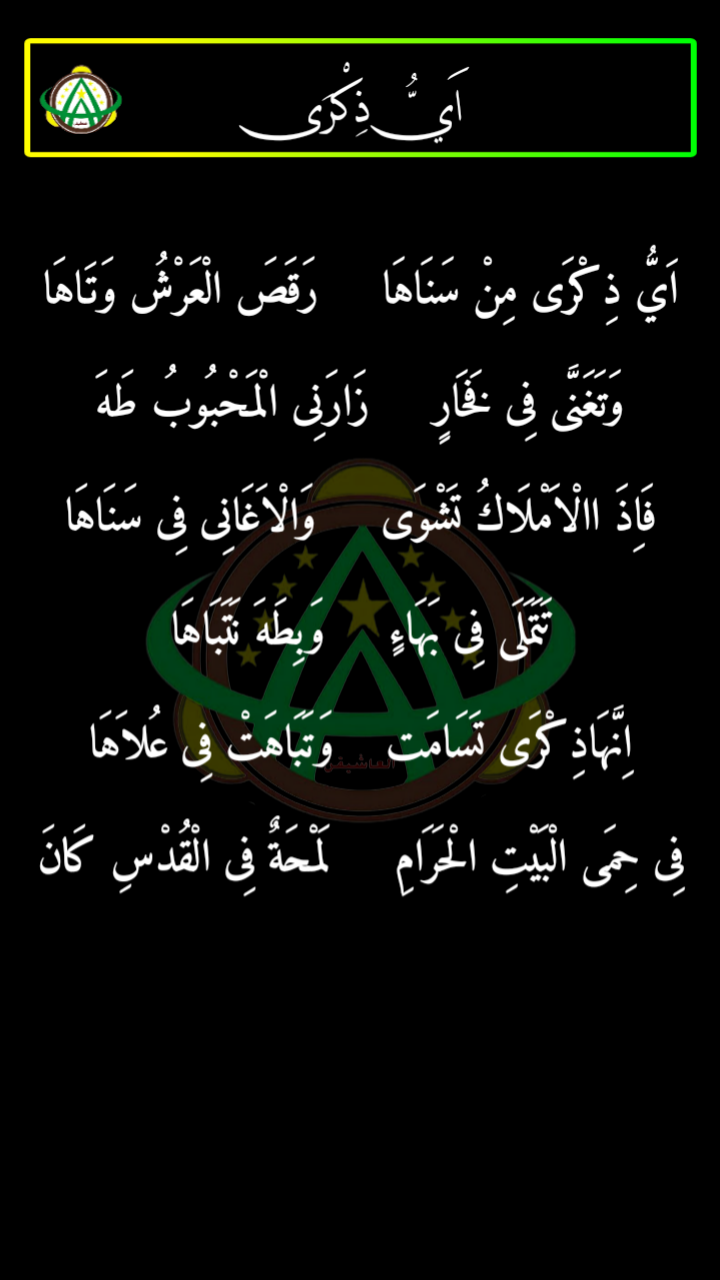 اَيُّ ذِكْرَى
اَيُّ ذِكْرَى مِنْ سَنَاهَا رَقَصَ الْعَرْشُ وَتَاهَا
وَتَغَنَّى فِى فَخَارٍ زَارَنِى الْمَحْبُوبُ طَهَ
فَاِذَ االْاَمْلَاكُ تَشْوَى وَالْاَغَانِى فِى سَنَاهَا
تَتَمَلَى فِى بَهَاءٍ وَبِطَهَ نَتَبَاهَا
اِنَّهَاذِكْرَى تَسَامَت وَتَبَاهَتْ فِى عُلاَهَا
فِى حِمَى الْبَيْتِ الْحَرَامِ لَمْحَةٌ فِى الْقُدْسِ كَانَ